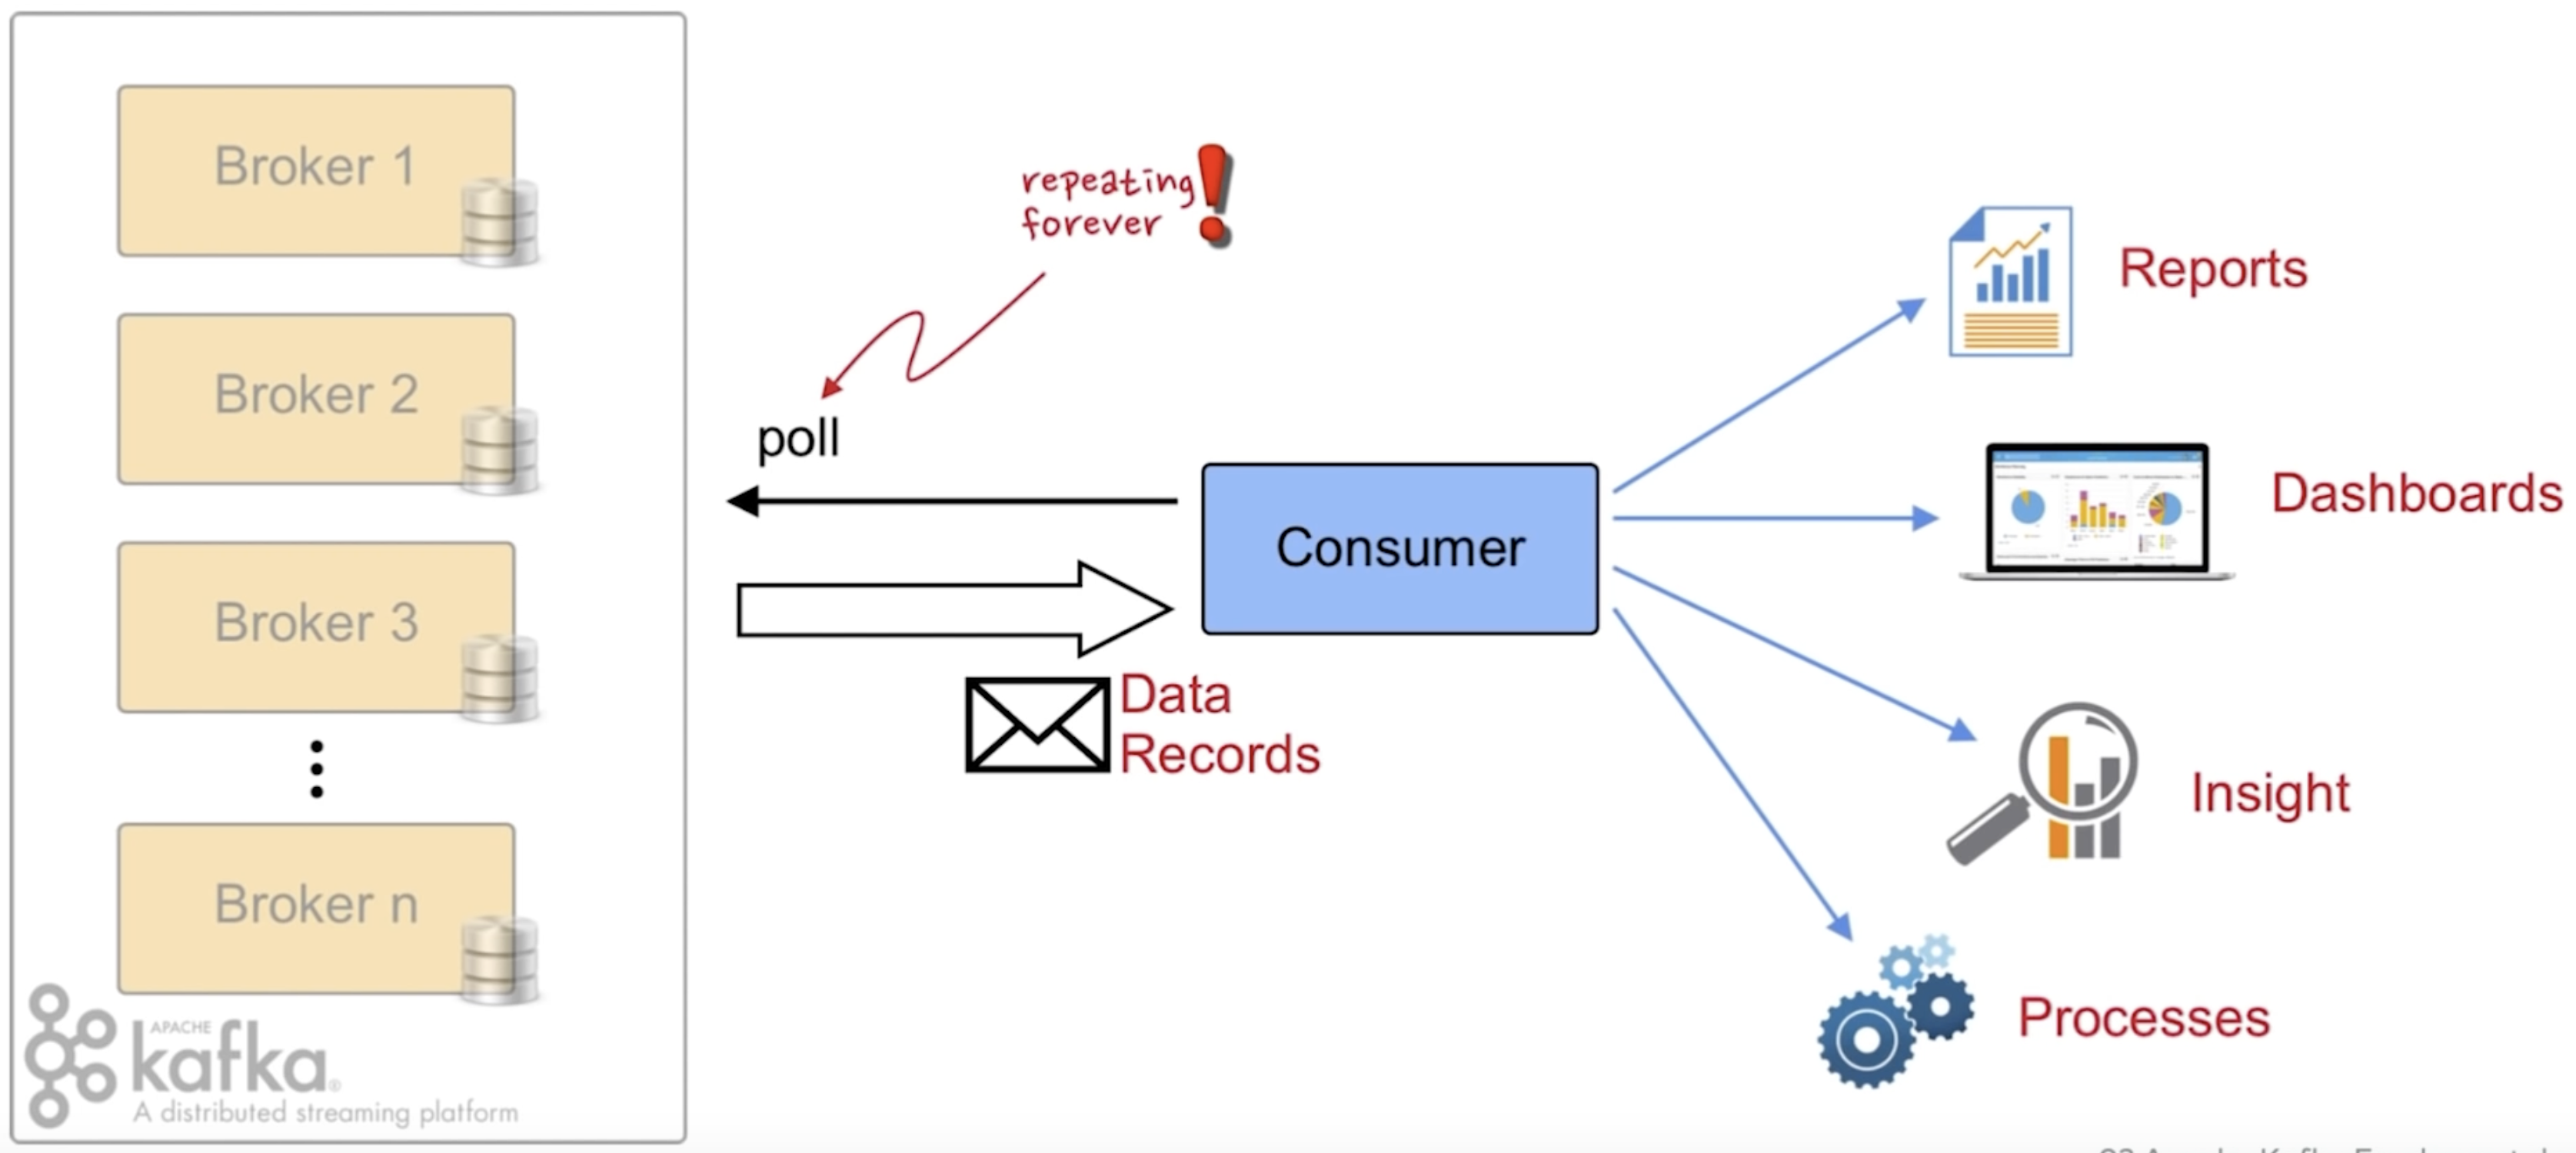 Broker 1
Broker 2
Broker 3
Broker n
APACHE
kafka®
A distributed streaming platform
repeating
forever
poll
Consumer
Data
Records
Reports
Dashboards
Insight
Processes